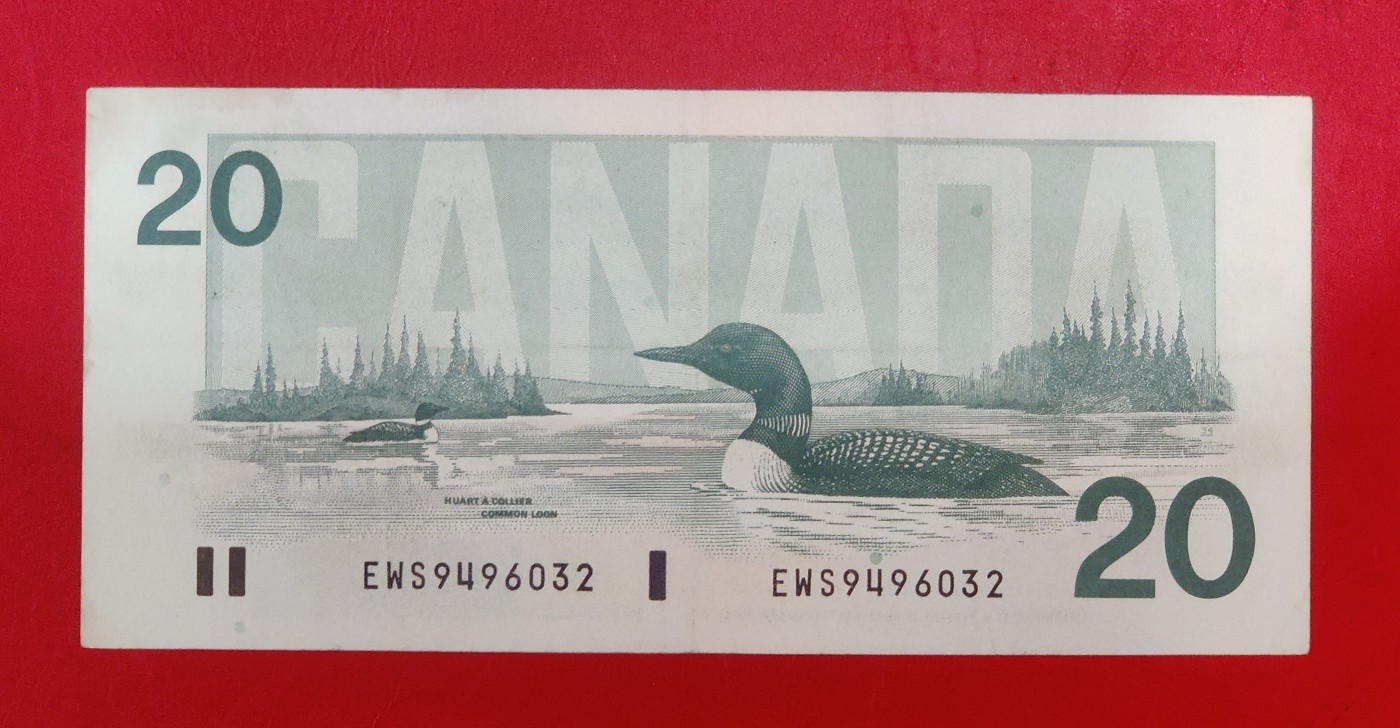 20
CANADA
HUART À COLLIER
COMMON LOON
EWS9496032
EWS9496032
20